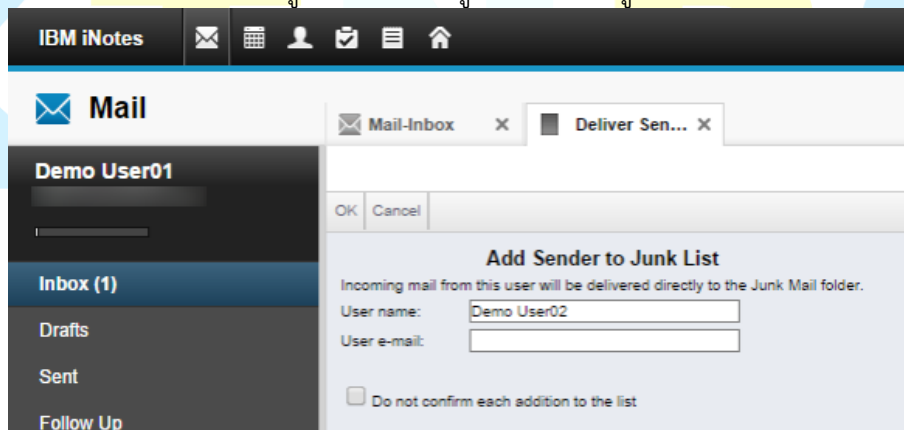 IBM iNotes
Mail
Mail-Inbox
Deliver Sen...
Demo User01
OK Cancel
Add Sender to Junk List
Inbox (1)
Incoming mail from this user will be delivered directly to the Junk Mail folder.
User name: Demo User02
Drafts
User e-mail:
Sent
Do not confirm each addition to the list
Follow Up